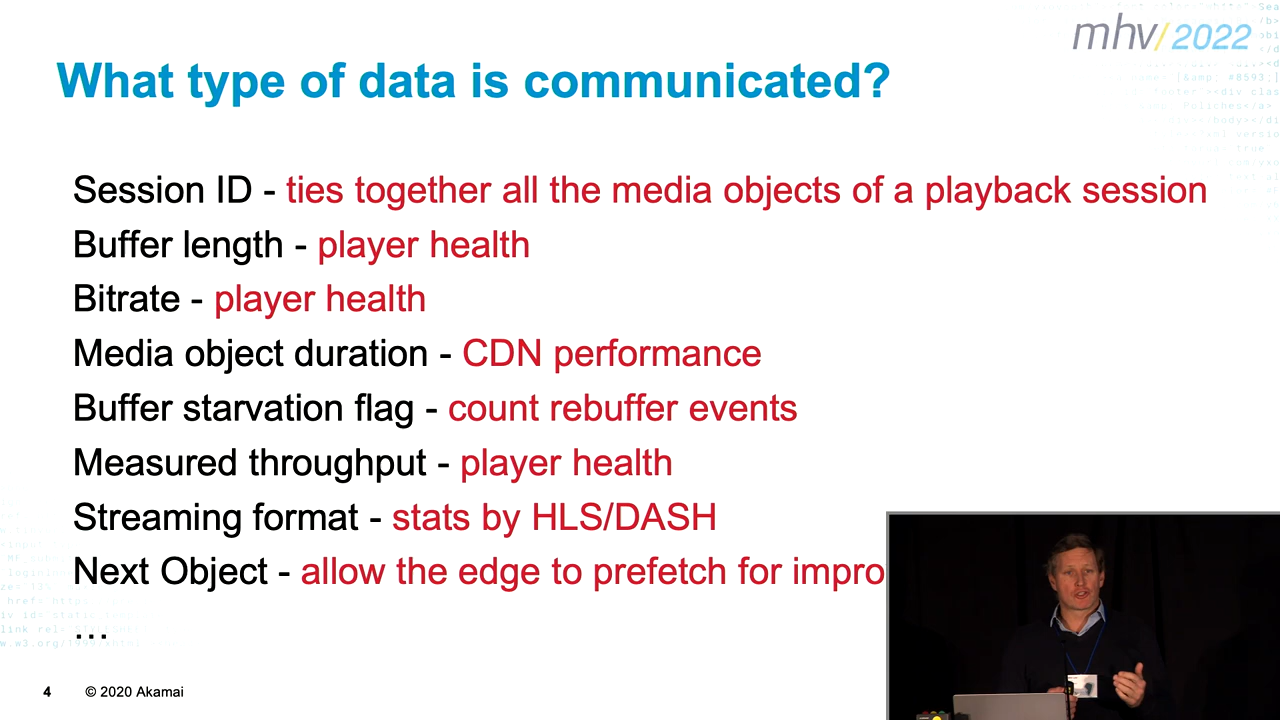 mhv/2022
What type of data is communicated?
Session ID - ties together all the media objects of a playback session
Buffer length - player health
Bitrate - player health
Media object duration - CDN performance
Buffer starvation flag - count rebuffer events
Measured throughput - player health
Streaming format - stats by HLS/DASH
Next Object - allow the edge to prefetch for impro
…
4 © 2020 Akamai